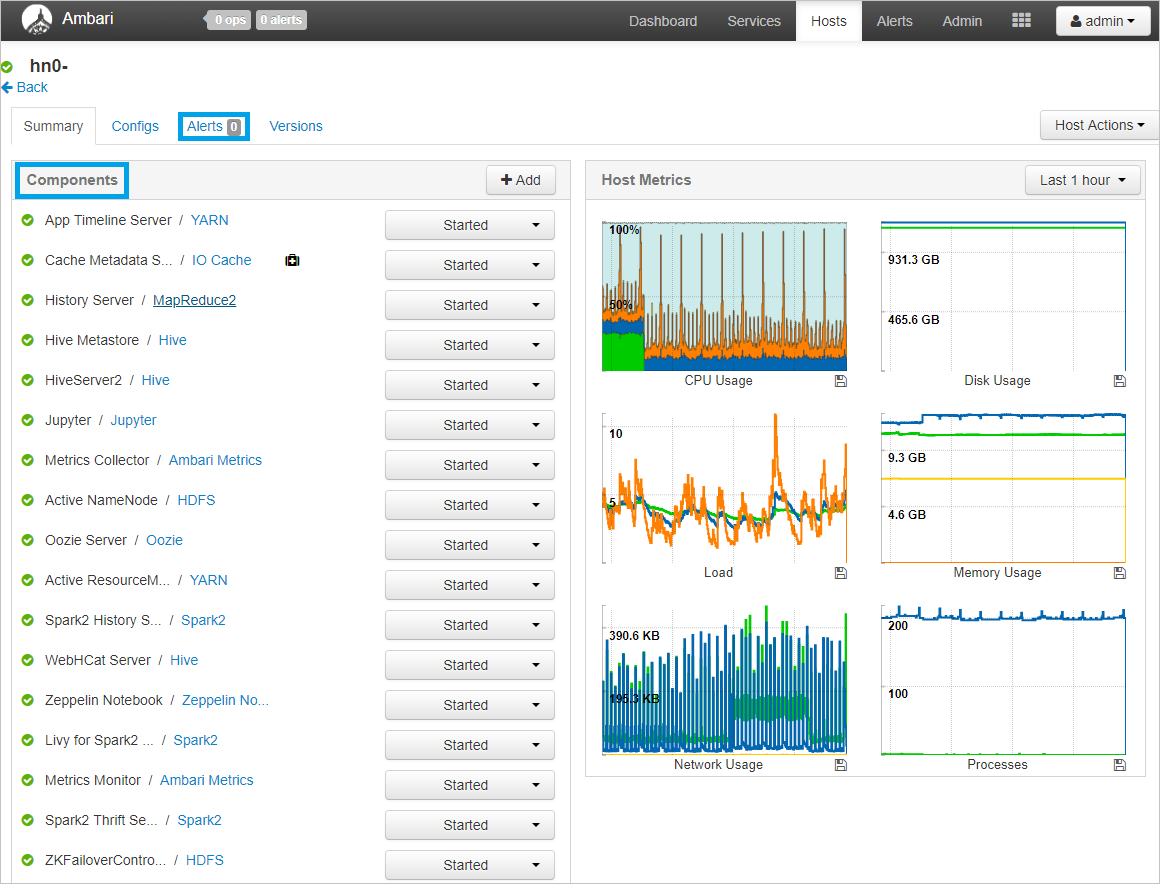 Ambari 0 ops 0 alerts Dashboard Services Hosts Alerts Admin admin
hn0-
Back
Summary Configs Alerts 0 Versions Host Actions
Components Add
App Timeline Server / YARN Started
Cache Metadata S... / IO Cache Started
History Server / MapReduce2 Started
Hive Metastore / Hive Started
HiveServer2 / Hive Started
Jupyter / Jupyter Started
Metrics Collector / Ambari Metrics Started
Active NameNode / HDFS Started
Oozie Server / Oozie Started
Active ResourceM... / YARN Started
Spark2 History S... / Spark2 Started
WebHCat Server / Hive Started
Zeppelin Notebook / Zeppelin No... Started
Livy for Spark2 ... / Spark2 Started
Metrics Monitor / Ambari Metrics Started
Spark2 Thrift Se... / Spark2 Started
ZKFailoverContro... / HDFS Started
Host Metrics Last 1 hour
100%
50%
CPU Usage
931.3 GB
465.6 GB
Disk Usage
10
5
Load
9.3 GB
4.6 GB
Memory Usage
390.6 KB
195.3 KB
Network Usage
200
100
Processes